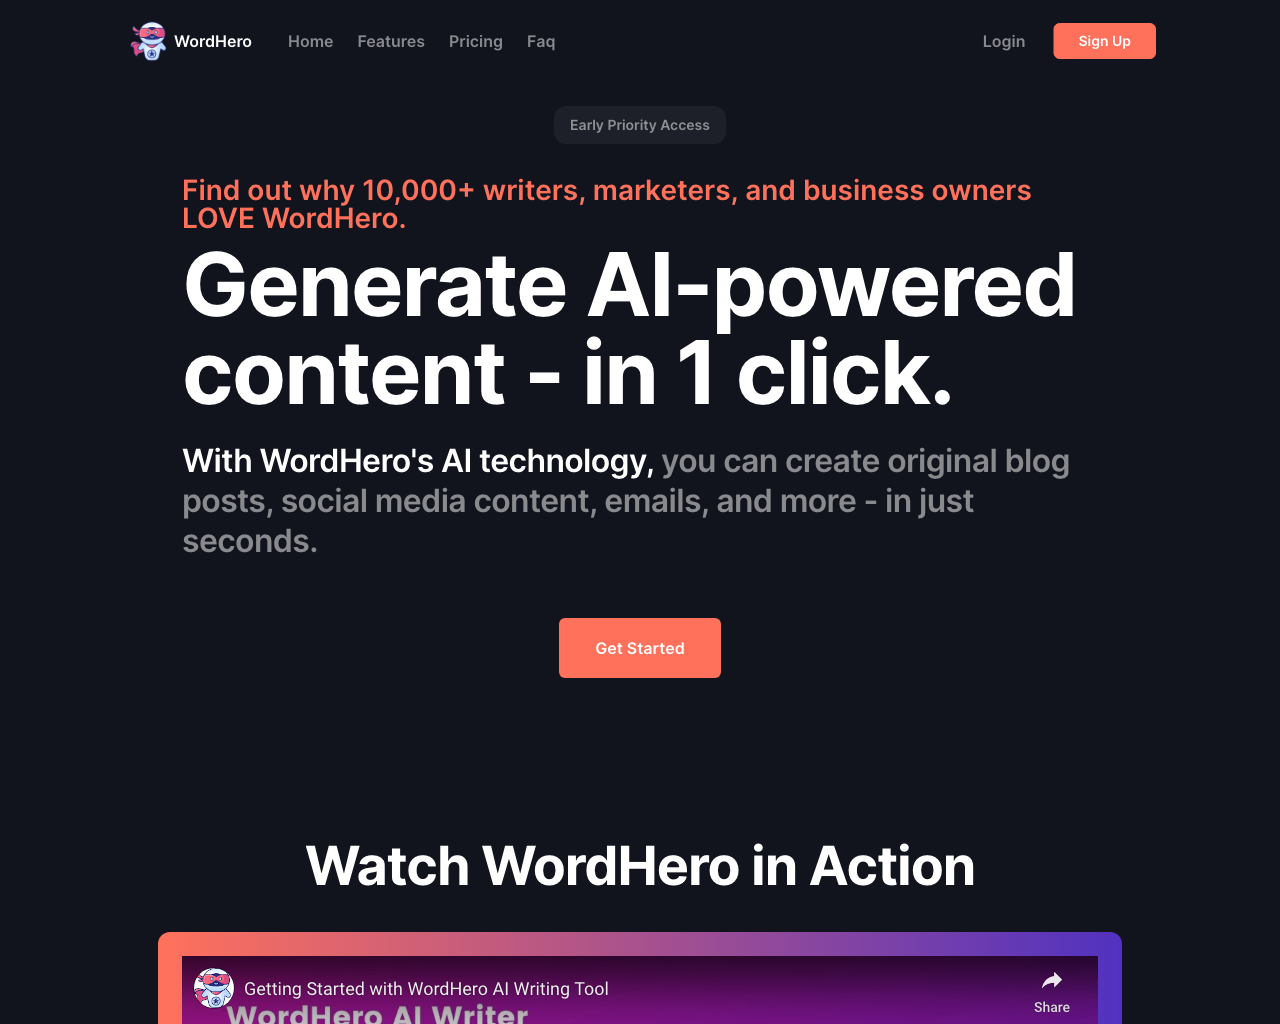 WordHero
Home
Features
Pricing
Faq
Login
Sign Up
Early Priority Access
Find out why 10,000+ writers, marketers, and business owners
LOVE WordHero.
Generate AI-powered
content - in 1 click.
With WordHero's AI technology, you can create original blog
posts, social media content, emails, and more - in just
seconds.
Get Started
Watch WordHero in Action
Getting Started with WordHero AI Writing Tool
Share
WordHero AI Writer